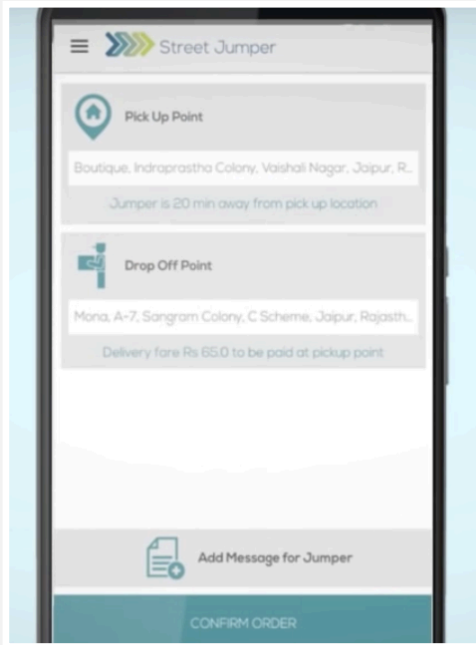 Street Jumper
Pick Up Point
Boutique, Indraprastha Colony, Vaishali Nagar, Jaipur, R...
Jumper is 20 min away from pick up location
Drop Off Point
Mona, A-7, Sangram Colony, C Scheme, Jaipur, Rajasth...
Delivery fare Rs 65.0 to be paid at pickup point
Add Message for Jumper
CONFIRM ORDER